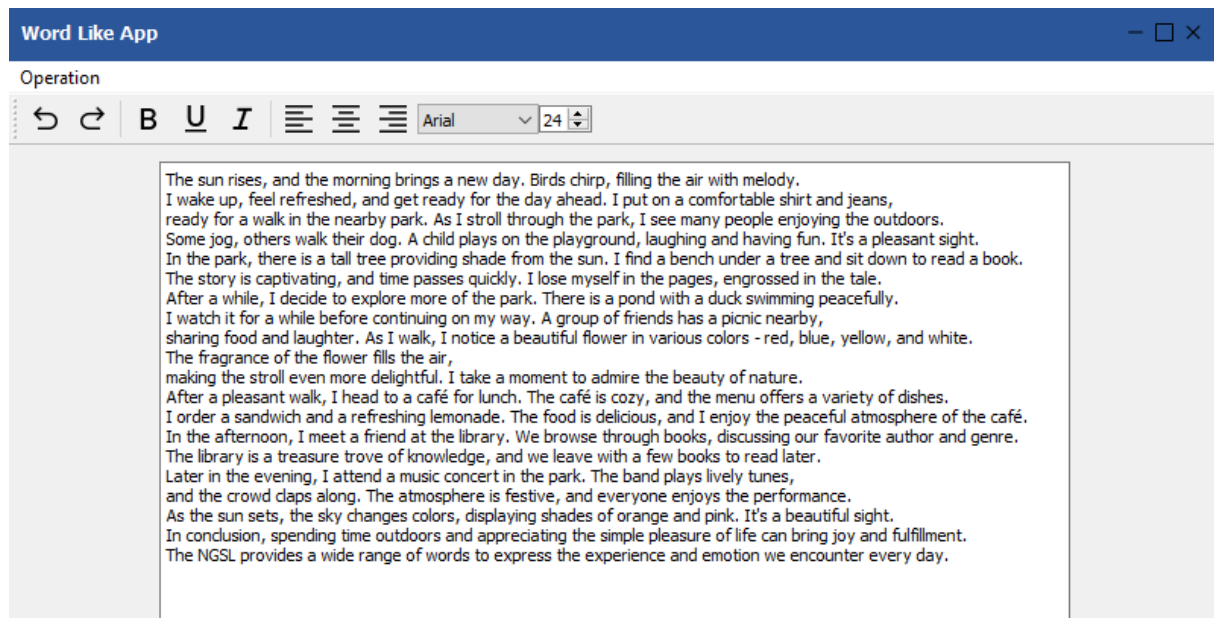 Word Like App
Operation
B U I Arial 24
The sun rises, and the morning brings a new day. Birds chirp, filling the air with melody.
I wake up, feel refreshed, and get ready for the day ahead. I put on a comfortable shirt and jeans,
ready for a walk in the nearby park. As I stroll through the park, I see many people enjoying the outdoors.
Some jog, others walk their dog. A child plays on the playground, laughing and having fun. It's a pleasant sight.
In the park, there is a tall tree providing shade from the sun. I find a bench under a tree and sit down to read a book.
The story is captivating, and time passes quickly. I lose myself in the pages, engrossed in the tale.
After a while, I decide to explore more of the park. There is a pond with a duck swimming peacefully.
I watch it for a while before continuing on my way. A group of friends has a picnic nearby,
sharing food and laughter. As I walk, I notice a beautiful flower in various colors - red, blue, yellow, and white.
The fragrance of the flower fills the air,
making the stroll even more delightful. I take a moment to admire the beauty of nature.
After a pleasant walk, I head to a café for lunch. The café is cozy, and the menu offers a variety of dishes.
I order a sandwich and a refreshing lemonade. The food is delicious, and I enjoy the peaceful atmosphere of the café.
In the afternoon, I meet a friend at the library. We browse through books, discussing our favorite author and genre.
The library is a treasure trove of knowledge, and we leave with a few books to read later.
Later in the evening, I attend a music concert in the park. The band plays lively tunes,
and the crowd claps along. The atmosphere is festive, and everyone enjoys the performance.
As the sun sets, the sky changes colors, displaying shades of orange and pink. It's a beautiful sight.
In conclusion, spending time outdoors and appreciating the simple pleasure of life can bring joy and fulfillment.
The NGSL provides a wide range of words to express the experience and emotion we encounter every day.